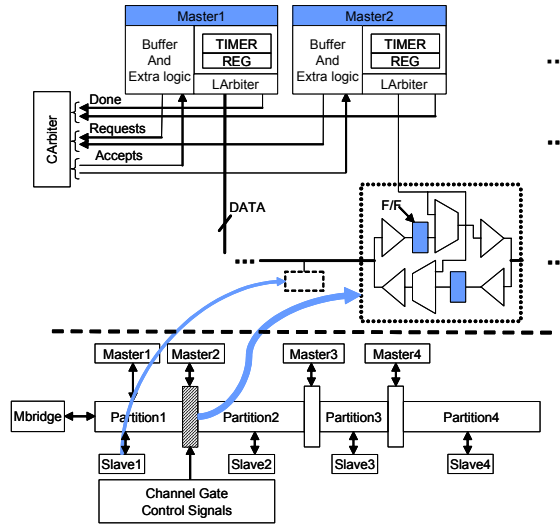 Master1
Master2
Buffer
And
Extra logic
TIMER
REG
LArbiter
Buffer
And
Extra logic
TIMER
REG
LArbiter
...
CArbiter
Done
Requests
Accepts
...
DATA
F/F
...
...
Master1
Master2
Master3
Master4
Mbridge
Partition1
Partition2
Partition3
Partition4
Slave1
Slave2
Slave3
Slave4
Channel Gate
Control Signals